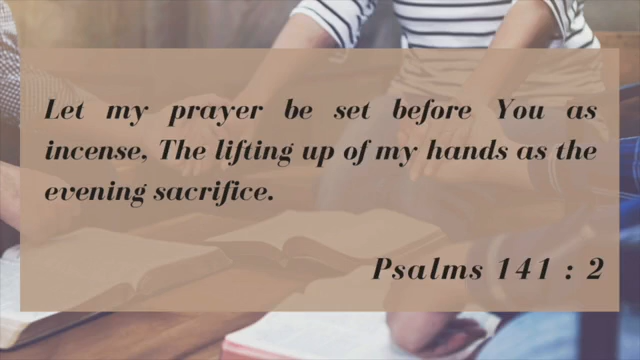 Let my prayer be set before You as
incense, The lifting up of my hands as the
evening sacrifice.
Psalms 141 : 2